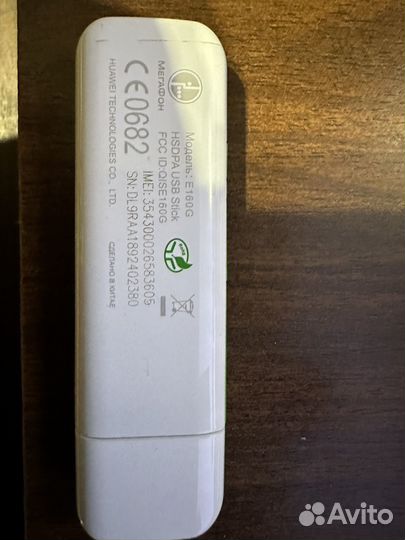 МЕГАФОН
CE0682
HUAWEI TECHNOLOGIES CO., LTD.
Модель: E160G
HSDPA USB Stick
FCC ID:QISE160G
IMEI: 354300026583605
SN: DL9RAA1892402380
СДЕЛАНО В КИТАЕ
Avito